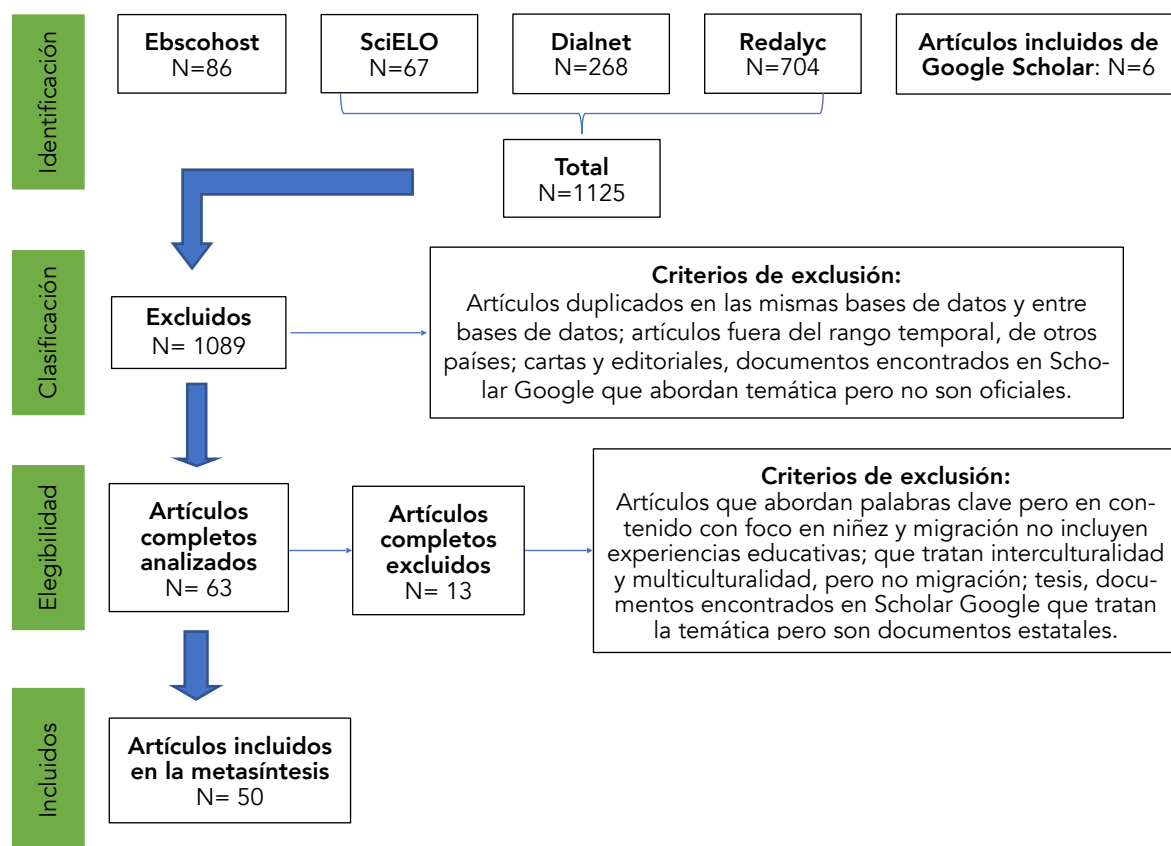 Identificación
Ebscohost
N=86
SciELO
N=67
Dialnet
N=268
Redalyc
N=704
Artículos incluidos de
Google Scholar: N=6
Total
N=1125
Clasificación
Excluidos
N= 1089
Criterios de exclusión:
Artículos duplicados en las mismas bases de datos y entre
bases de datos; artículos fuera del rango temporal, de otros
países; cartas y editoriales, documentos encontrados en Scho-
lar Google que abordan temática pero no son oficiales.
Elegibilidad
Artículos
completos
analizados
N= 63
Artículos
completos
excluidos
N= 13
Criterios de exclusión:
Artículos que abordan palabras clave pero en con-
tenido con foco en niñez y migración no incluyen
experiencias educativas; que tratan interculturalidad
y multiculturalidad, pero no migración; tesis, docu-
mentos encontrados en Scholar Google que tratan
la temática pero son documentos estatales.
Incluidos
Artículos incluidos
en la metasíntesis
N= 50